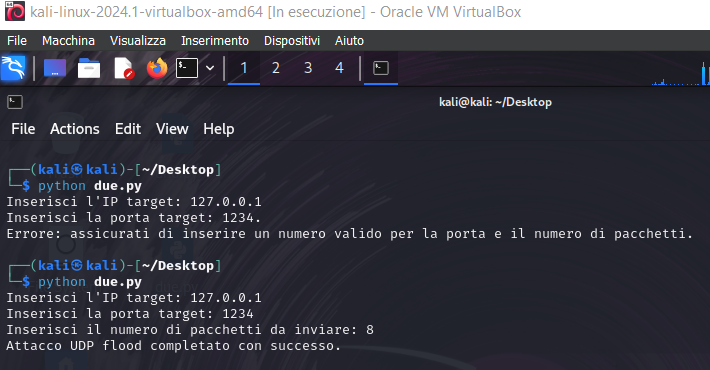 kali-linux-2024.1-virtualbox-amd64 [In esecuzione] - Oracle VM VirtualBox
File Macchina Visualizza Inserimento Dispositivi Aiuto
1 2 3 4
kali@kali: ~/Desktop
File Actions Edit View Help
┌──(kali㉿kali)-[~/Desktop]
└─$ python due.py
Inserisci l'IP target: 127.0.0.1
Inserisci la porta target: 1234.
Errore: assicurati di inserire un numero valido per la porta e il numero di pacchetti.
┌──(kali㉿kali)-[~/Desktop]
└─$ python due.py
Inserisci l'IP target: 127.0.0.1
Inserisci la porta target: 1234
Inserisci il numero di pacchetti da inviare: 8
Attacco UDP flood completato con successo.